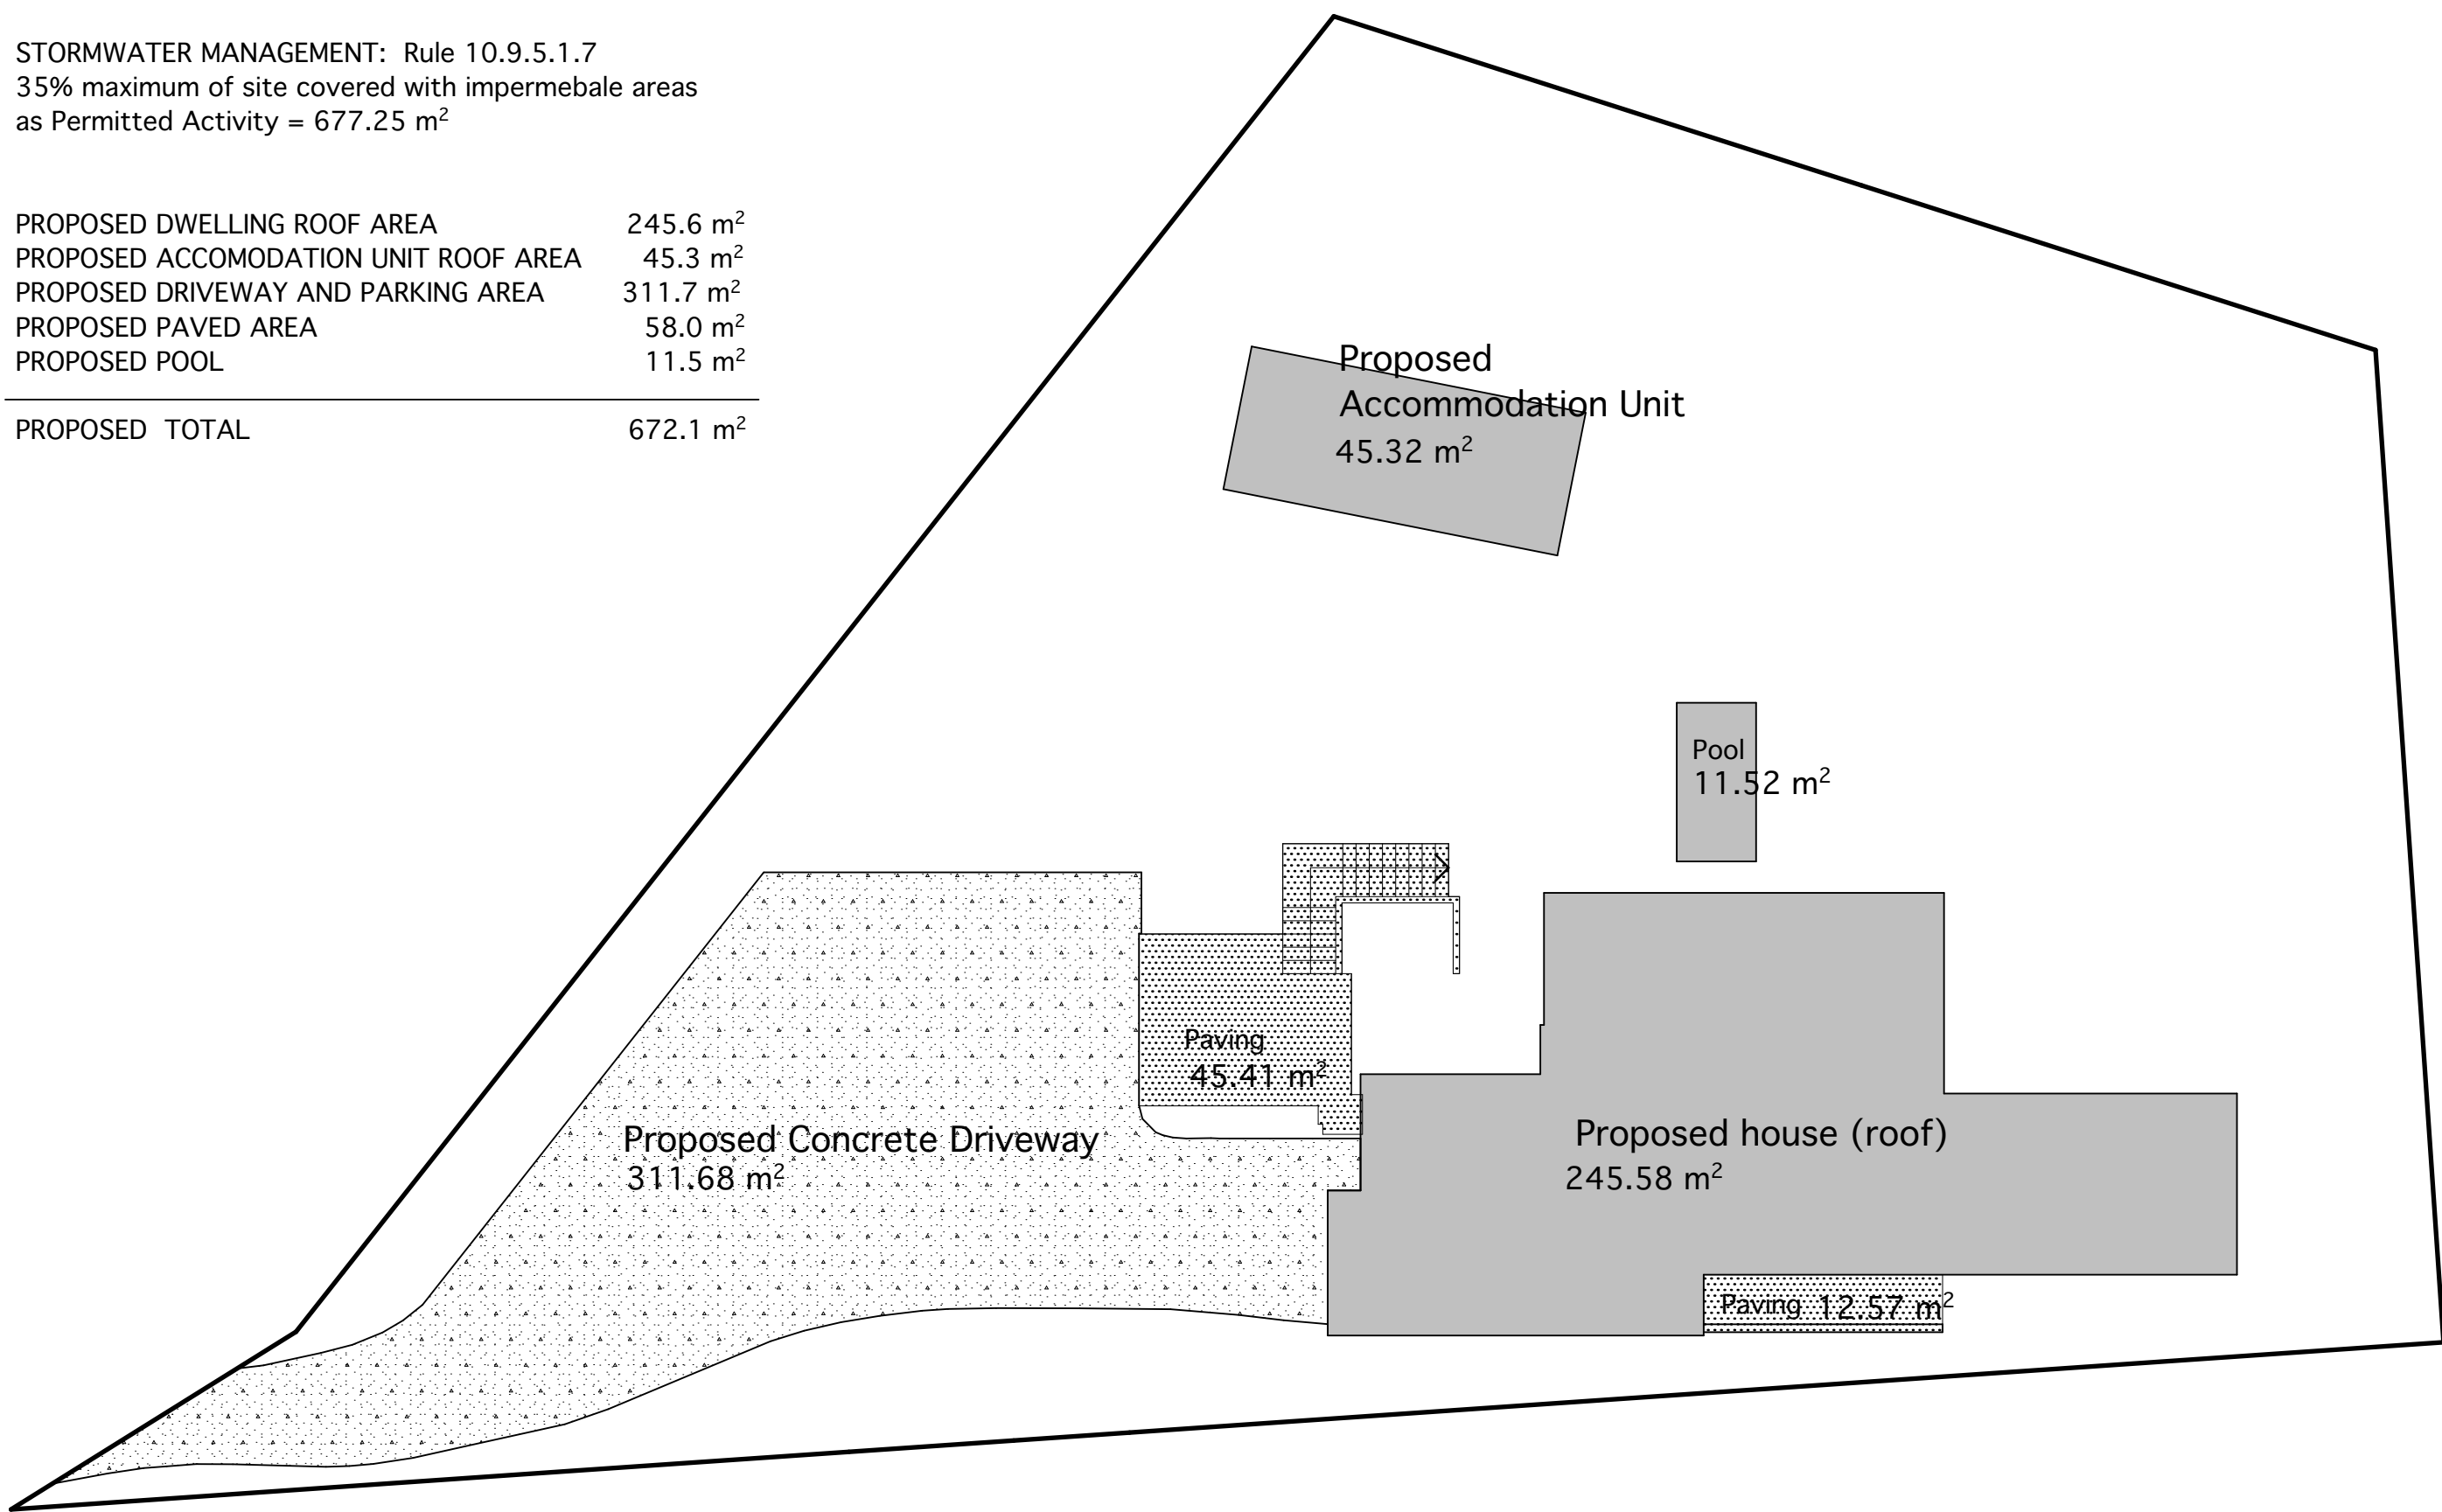 STORMWATER MANAGEMENT: Rule 10.9.5.1.7
35% maximum of site covered with impermebale areas
as Permitted Activity = 677.25 m²
PROPOSED DWELLING ROOF AREA 245.6 m²
PROPOSED ACCOMODATION UNIT ROOF AREA 45.3 m²
PROPOSED DRIVEWAY AND PARKING AREA 311.7 m²
PROPOSED PAVED AREA 58.0 m²
PROPOSED POOL 11.5 m²
PROPOSED TOTAL 672.1 m²
Proposed
Accommodation Unit
45.32 m²
Pool
11.52 m²
Paving
45.41 m²
Proposed Concrete Driveway
311.68 m²
Proposed house (roof)
245.58 m²
Paving 12.57 m²